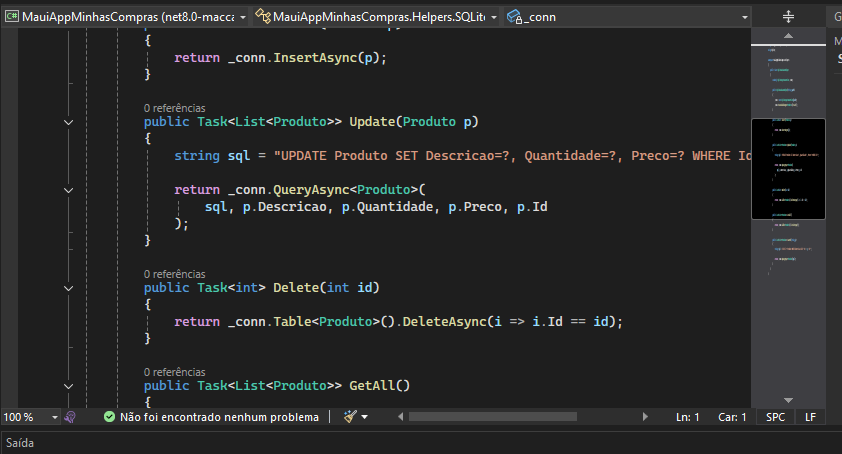 MauiAppMinhasCompras (net8.0-macca
MauiAppMinhasCompras.Helpers.SQLite
_conn
{
return _conn.InsertAsync(p);
}
0 referências
public Task<List<Produto>> Update(Produto p)
{
string sql = "UPDATE Produto SET Descricao=?, Quantidade=?, Preco=? WHERE Id
return _conn.QueryAsync<Produto>(
sql, p.Descricao, p.Quantidade, p.Preco, p.Id
);
}
0 referências
public Task<int> Delete(int id)
{
return _conn.Table<Produto>().DeleteAsync(i => i.Id == id);
}
0 referências
public Task<List<Produto>> GetAll()
{
100 % Não foi encontrado nenhum problema Ln: 1 Car: 1 SPC LF
Saída